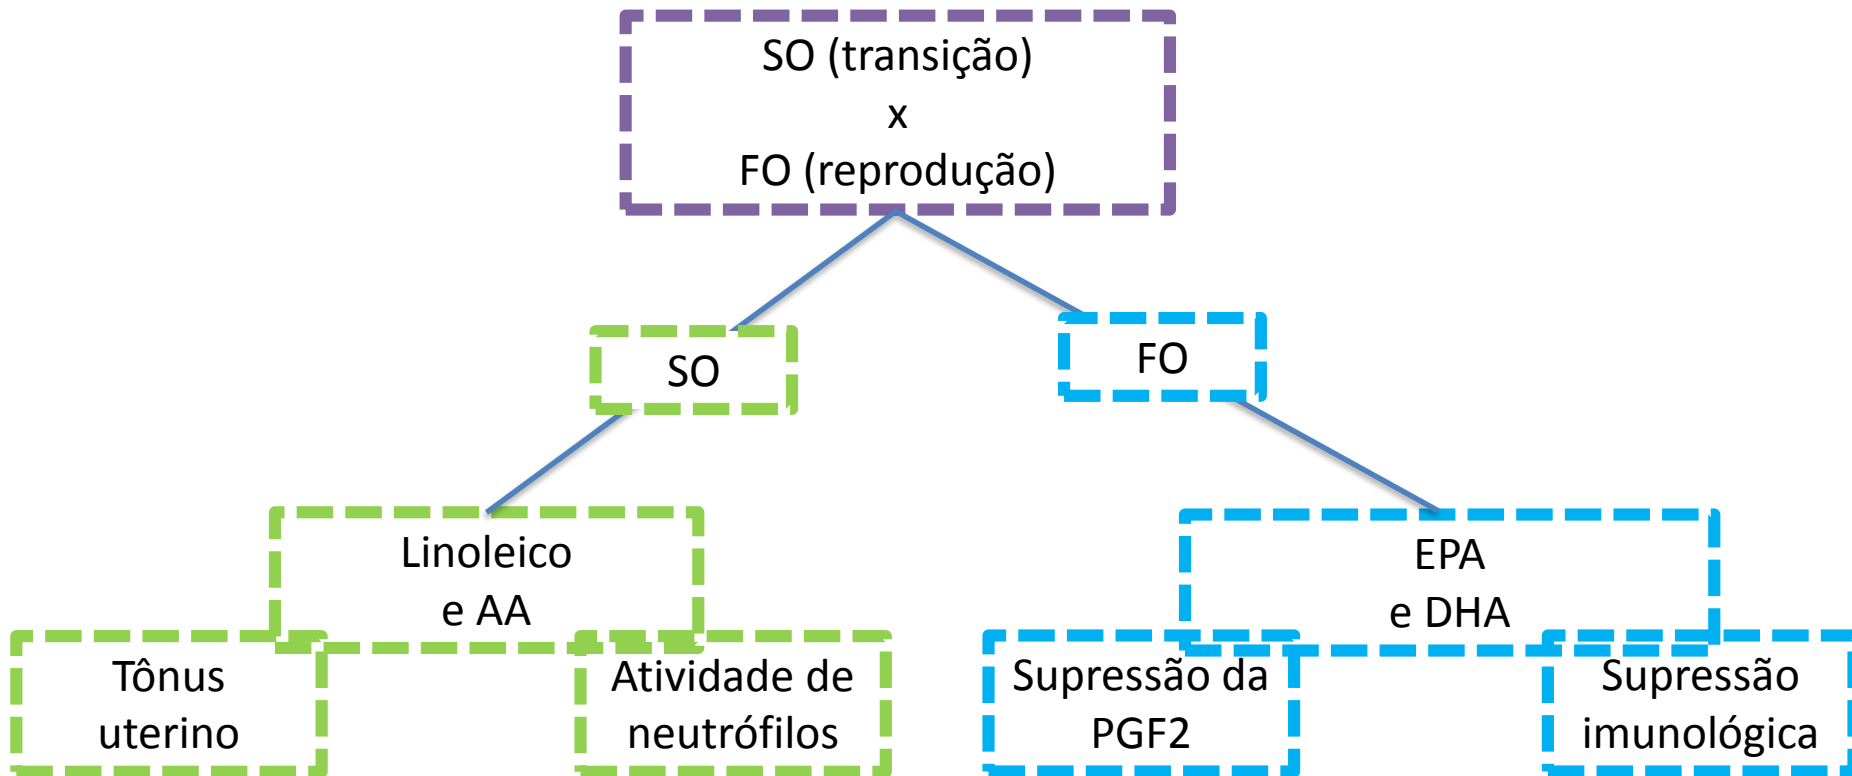 SO (transição)
x
FO (reprodução)
SO
FO
Linoleico
e AA
EPA
e DHA
Tônus
uterino
Atividade de
neutrófilos
Supressão da
PGF2
Supressão
imunológica